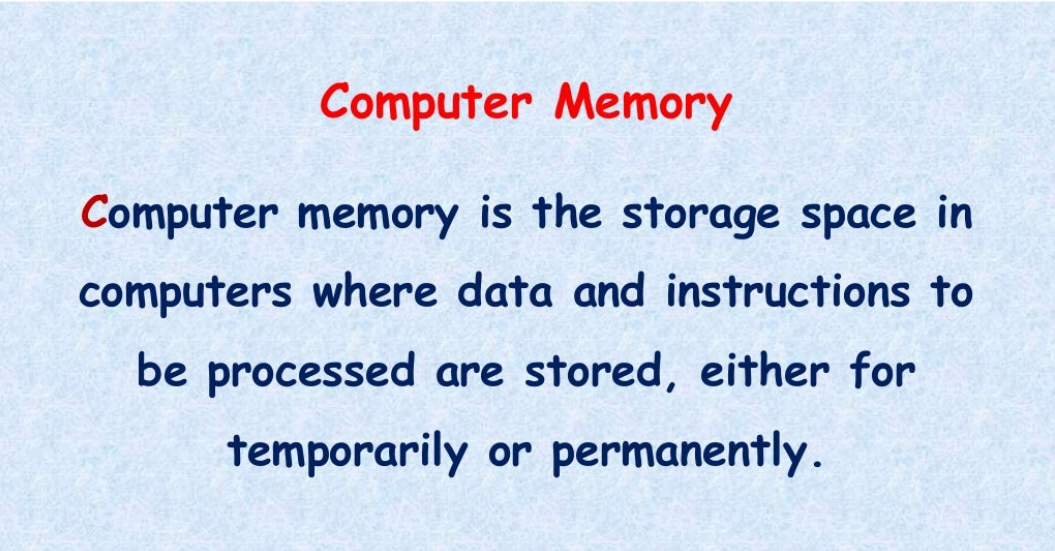 Computer Memory
Computer memory is the storage space in
computers where data and instructions to
be processed are stored, either for
temporarily or permanently.